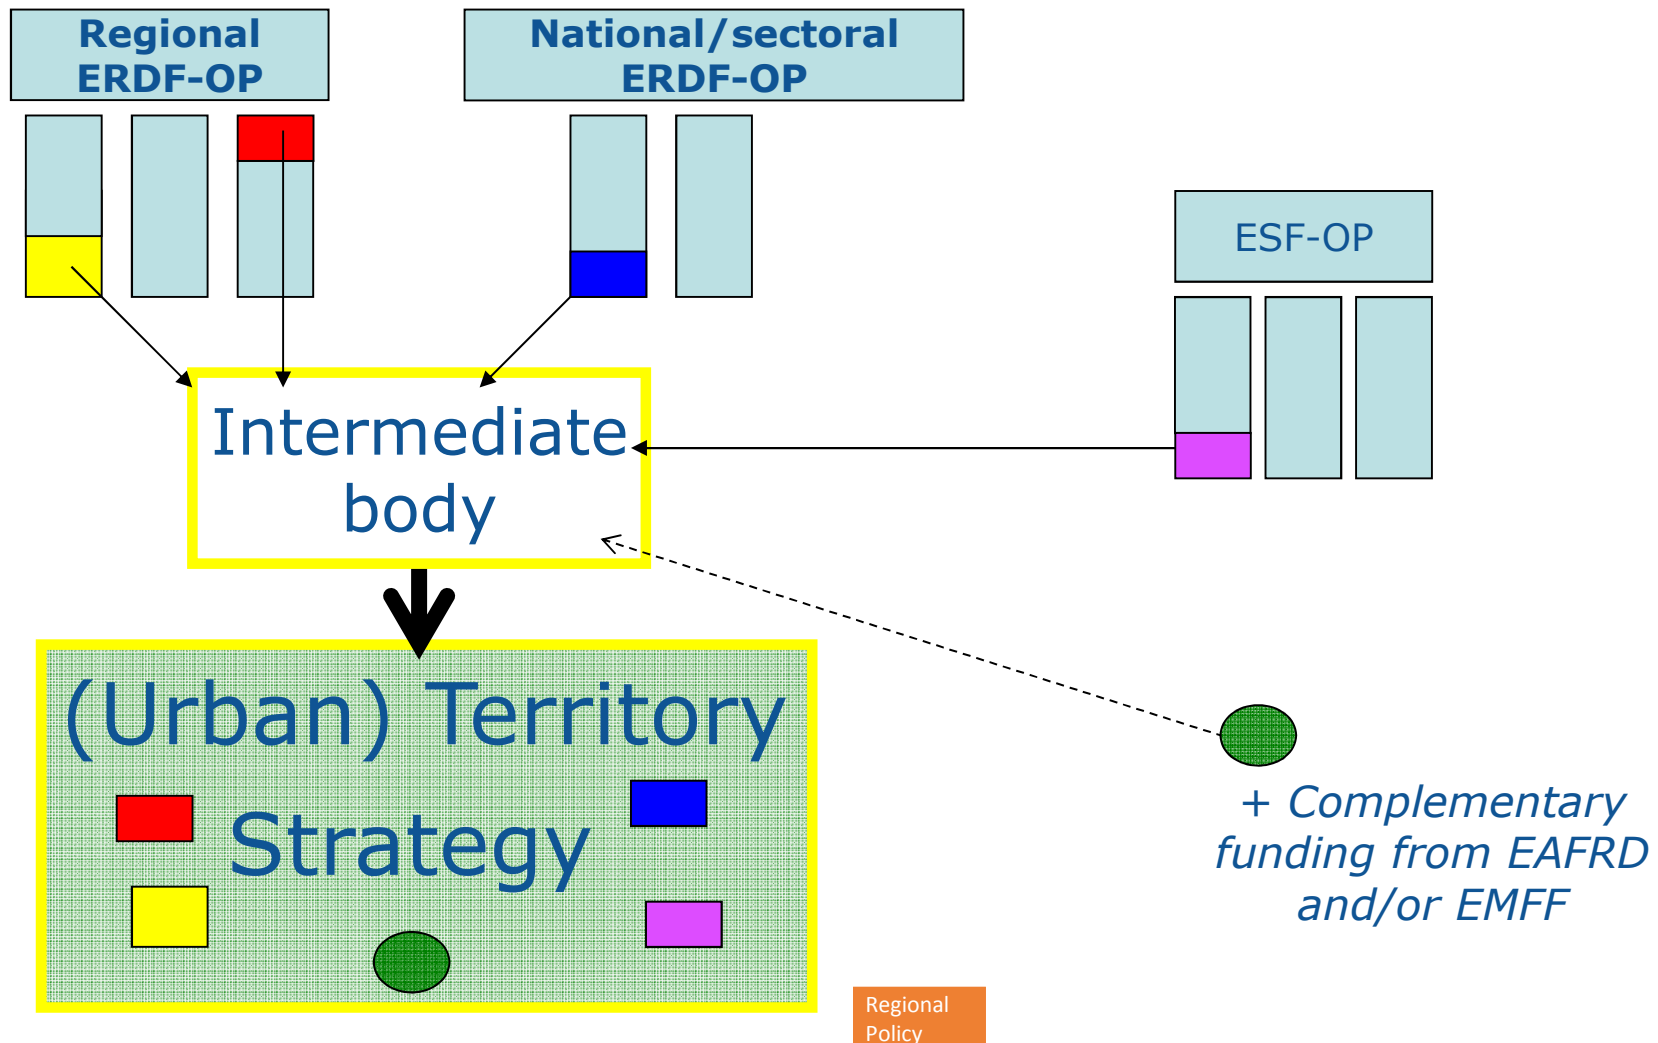 Regional
ERDF-OP
National/sectoral
ERDF-OP
ESF-OP
Intermediate
body
(Urban) Territory
Strategy
+ Complementary
funding from EAFRD
and/or EMFF
Regional
Policy